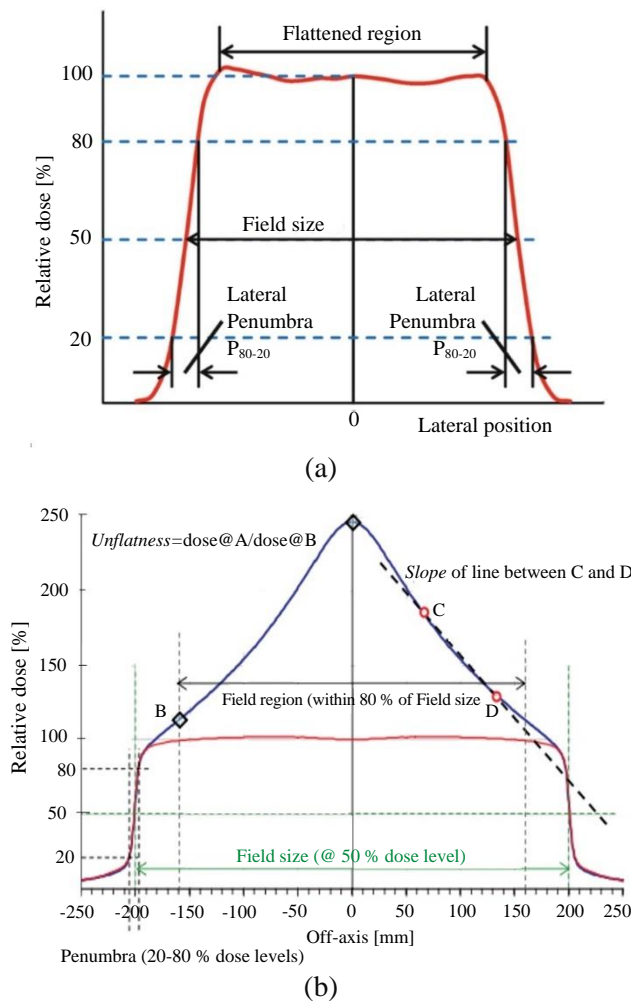 Flattened region
100
80
Field size
50
Lateral Penumbra P80-20
Lateral Penumbra P80-20
20
Relative dose [%]
0
Lateral position
(a)
250
Unflatness=dose@A/dose@B
Slope of line between C and D
200
C
150
B
Field region (within 80 % of Field size
D
100
80
50
20
Field size (@ 50 % dose level)
Relative dose [%]
-250 -200 -150 -100 -50 0 50 100 150 200 250
Off-axis [mm]
Penumbra (20-80 % dose levels)
(b)